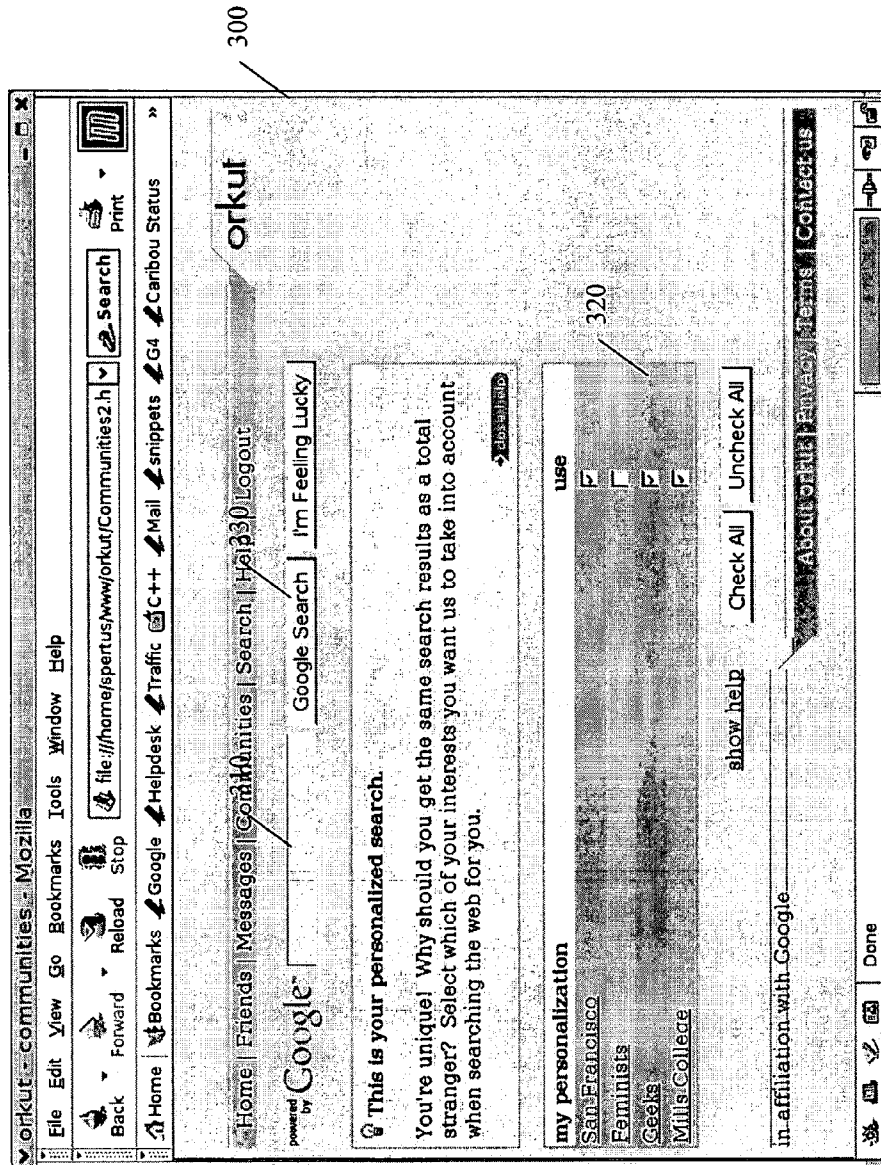 orkut - communities - Mozilla
File Edit View Go Bookmarks Tools Window Help
Back Forward Reload Stop
file:///home/spertus/www/orkut/Communities2.h
Search
Print
Home Bookmarks Google Helpdesk Traffic C++ Mail snippets G4 Caribou Status »
300
orkut
Home | Friends | Messages | Communities | Search | Help Logout
310
330
powered by Google™
Google Search
I'm Feeling Lucky
This is your personalized search.
You're unique! Why should you get the same search results as a total
stranger? Select which of your interests you want us to take into account
when searching the web for you.
close help
my personalization use
320
San Francisco
Feminists
Geeks
Mills College
show help
Check All
Uncheck All
in affiliation with Google
About orkut | Privacy | Terms | Contact us
Done